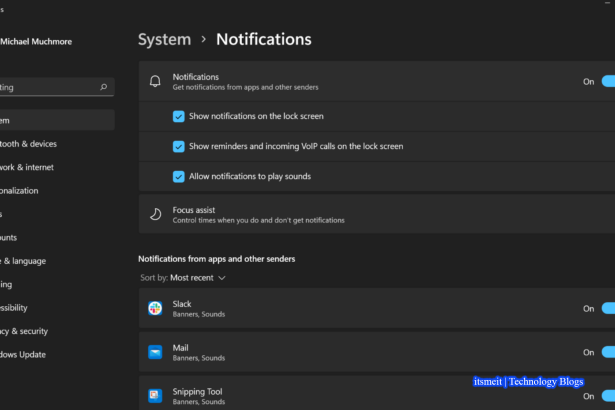 s
Michael Muchmore
System > Notifications
ting
em
tooth & devices
work & internet
onalization
s
ounts
e & language
ing
ssibility
cy & security
dows Update
Notifications
Get notifications from apps and other senders
On
Show notifications on the lock screen
Show reminders and incoming VoIP calls on the lock screen
Allow notifications to play sounds
Focus assist
Control times when you do and don't get notifications
Notifications from apps and other senders
Sort by: Most recent
Slack
Banners, Sounds
On
Mail
Banners, Sounds
On
Snipping Tool
Banners, Sounds
On
itsmeit | Technology Blogs